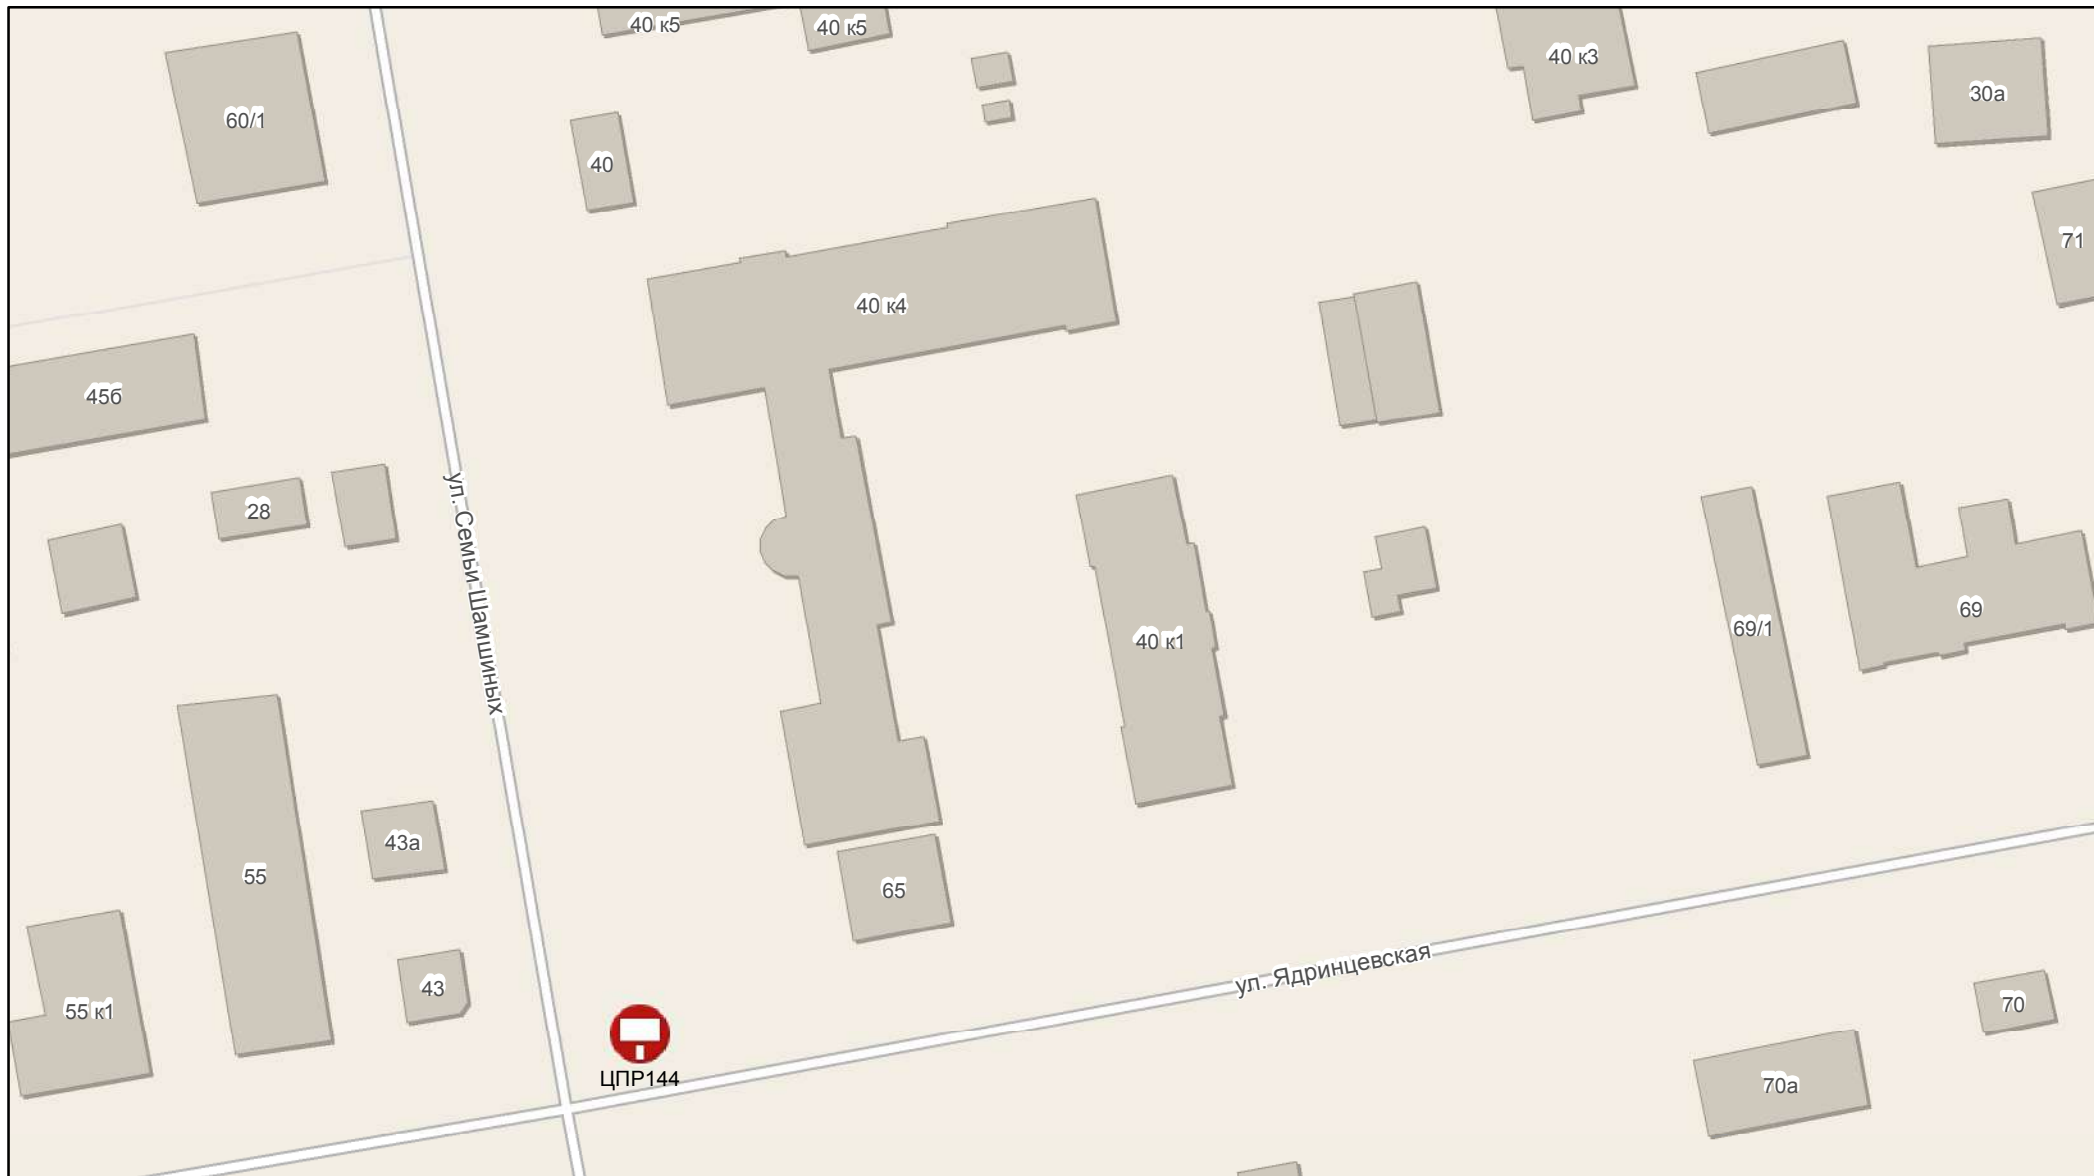 40 к5
40 к5
40 к3
30а
60/1
40
71
40 к4
45б
28
ул. Семьи Шамшиных
69
69/1
40 к1
43а
55
65
ул. Ядринцевская
43
55 к1
70
ЦПР144
70а